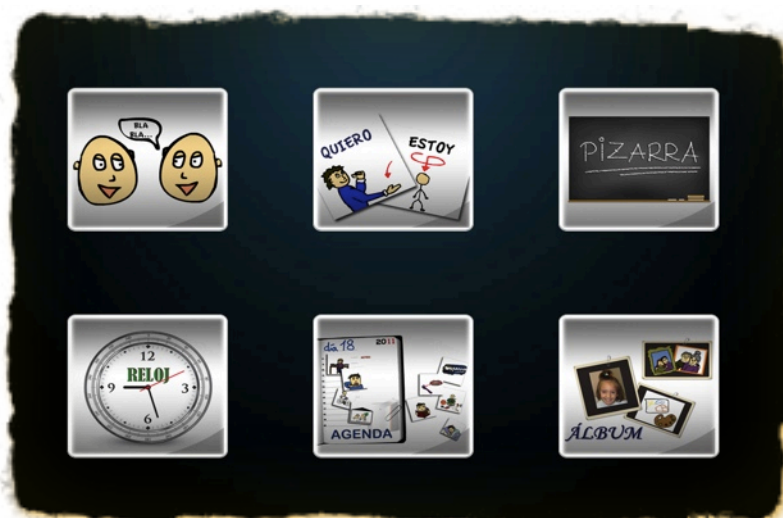 BLA
BLA...
QUIERO
ESTOY
PIZARRA
12
RELOJ
9
3
6
día 18
2011
AGENDA
ÁLBUM